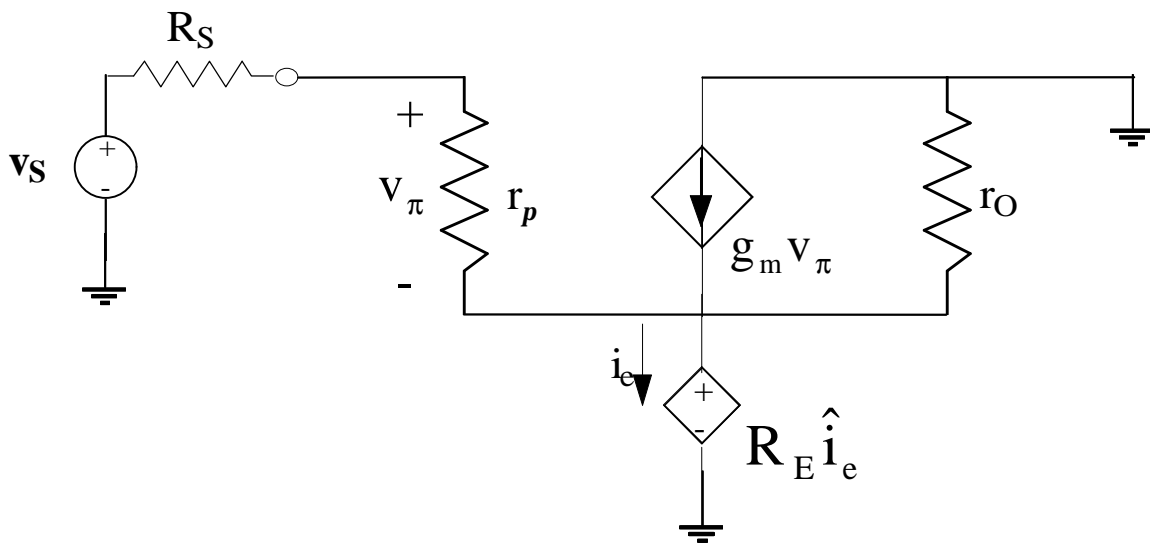 R_S
+
v_S
+
-
v_π
r_p
-
g_m v_π
r_O
i_e
+
-
R_E î_e